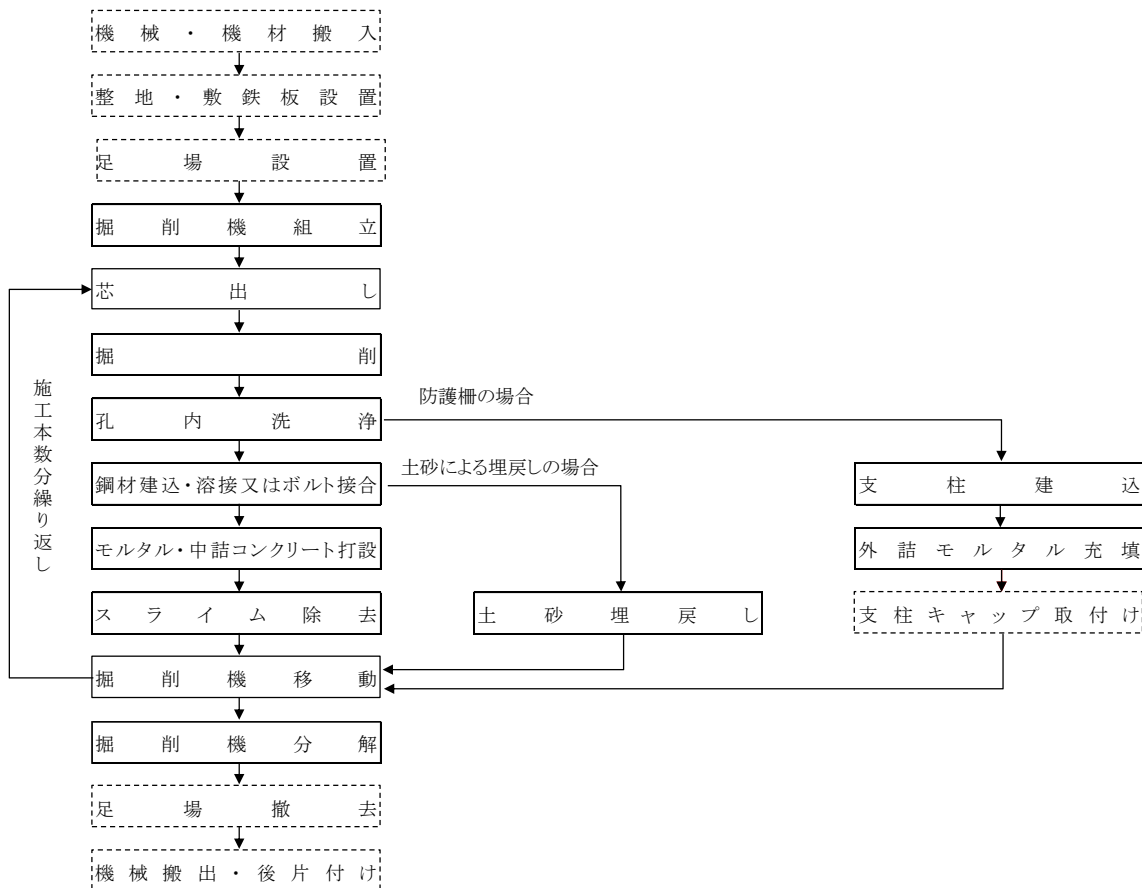 機械・機材搬入
整地・敷鉄板設置
足場設置
掘削機組立
芯出し
掘削
防護柵の場合
孔内洗浄
土砂による埋戻しの場合
鋼材建込・溶接又はボルト接合
支柱建込
モルタル・中詰コンクリート打設
外詰モルタル充填
スライム除去
土砂埋戻し
支柱キャップ取付け
施工本数分繰り返し
掘削機移動
掘削機分解
足場撤去
機械搬出・後片付け